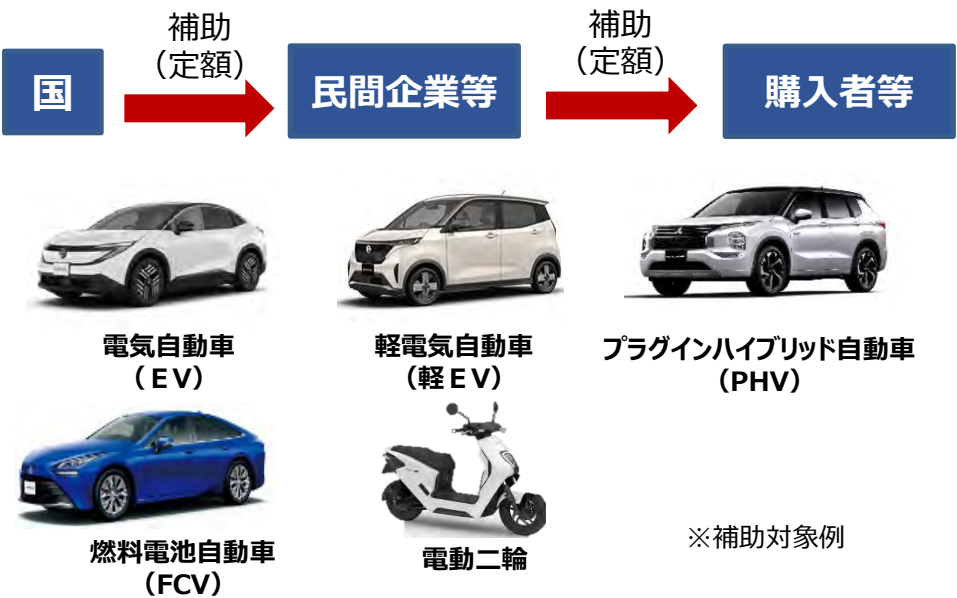 補助
（定額）
補助
（定額）
国
民間企業等
購入者等
電気自動車
（ＥＶ）
軽電気自動車
（軽ＥＶ）
プラグインハイブリッド自動車
（PHV）
燃料電池自動車
（FCV）
電動二輪
※補助対象例